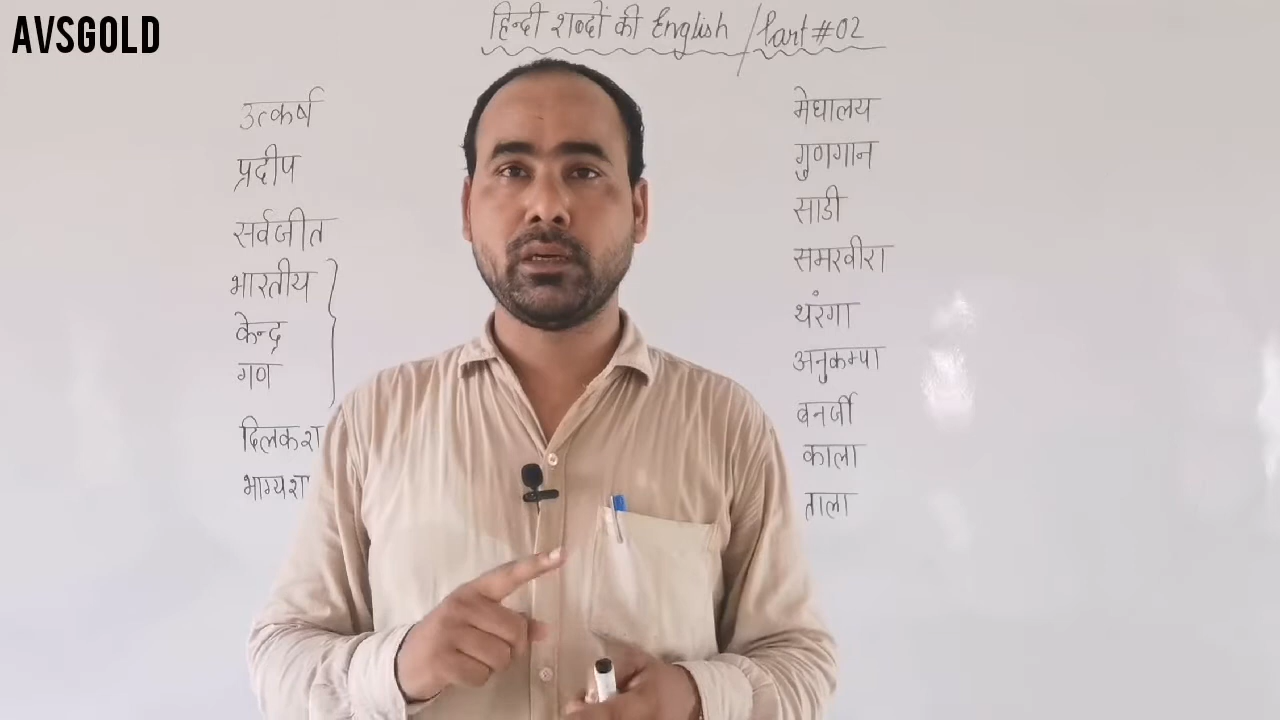 AVSGOLD
हिन्दी शब्दों की English / Part #02
उत्कर्ष
प्रदीप
सर्वजीत
भारतीय
केन्द्र
गण
दिलकश
भाग्यश
मेघालय
गुणगान
साडी
समरवीरा
थरंगा
अनुकम्पा
बनर्जी
काला
ताला